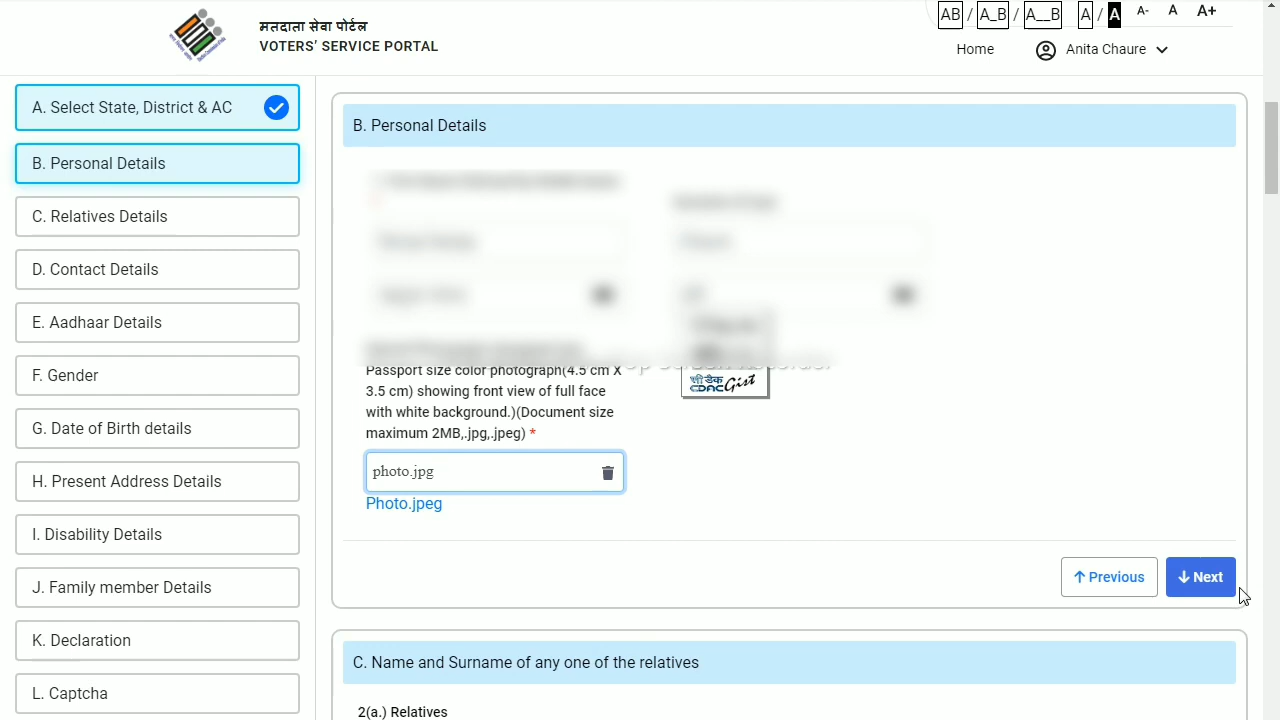 मतदाता सेवा पोर्टल
VOTERS' SERVICE PORTAL
AB / A_B / A__B A / A A- A A+
Home
Anita Chaure
A. Select State, District & AC
B. Personal Details
C. Relatives Details
D. Contact Details
E. Aadhaar Details
F. Gender
G. Date of Birth details
H. Present Address Details
I. Disability Details
J. Family member Details
K. Declaration
L. Captcha
B. Personal Details
Passport size color photograph(4.5 cm X
3.5 cm) showing front view of full face
with white background.)(Document size
maximum 2MB,.jpg,.jpeg) *
सी डैक
CDAC Gist
photo.jpg
Photo.jpeg
Previous
Next
C. Name and Surname of any one of the relatives
2(a.) Relatives